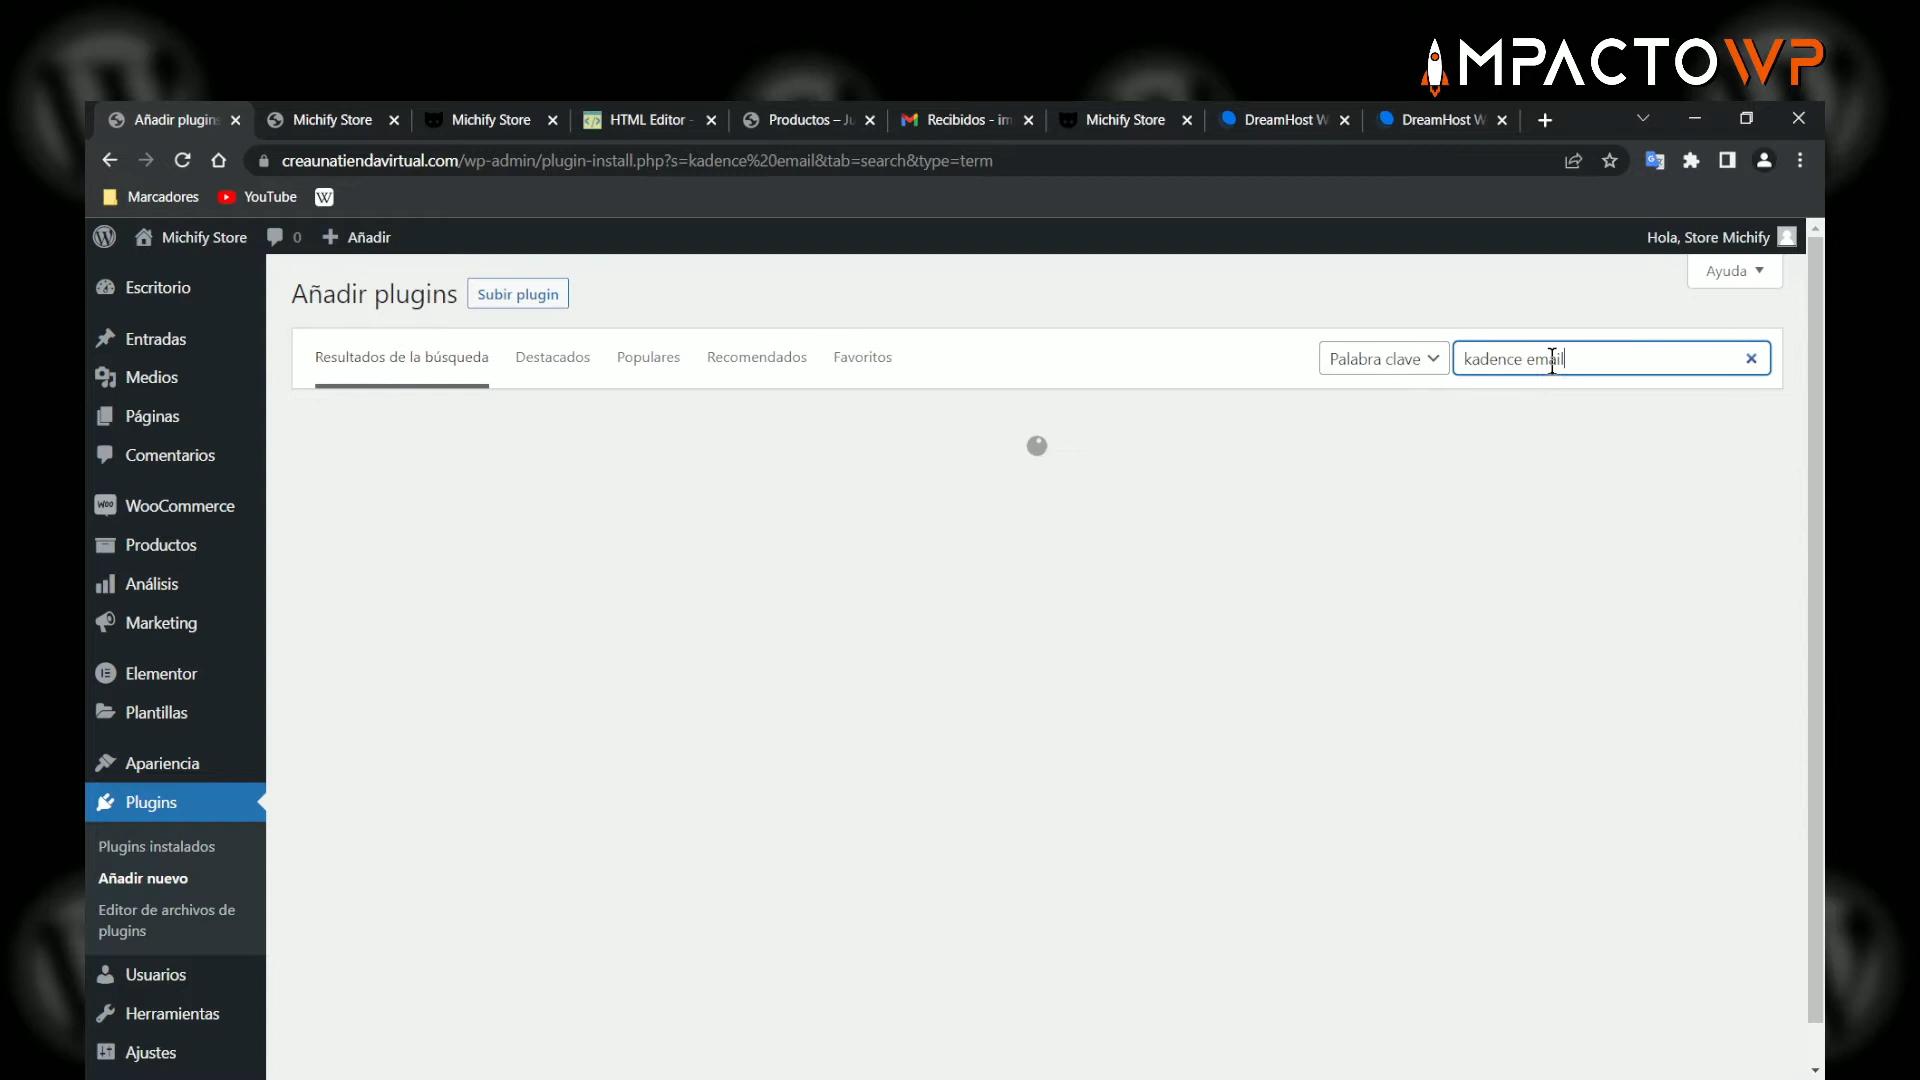 MPACTOWP
Añadir plugins
Michify Store
Michify Store
HTML Editor -
Productos – Ju
Recibidos - im
Michify Store
DreamHost W
DreamHost W
creaunatiendavirtual.com/wp-admin/plugin-install.php?s=kadence%20email&tab=search&type=term
Marcadores
YouTube
W
Michify Store
0
Añadir
Hola, Store Michify
Ayuda
Escritorio
Entradas
Medios
Páginas
Comentarios
WooCommerce
Productos
Análisis
Marketing
Elementor
Plantillas
Apariencia
Plugins
Plugins instalados
Añadir nuevo
Editor de archivos de
plugins
Usuarios
Herramientas
Ajustes
Añadir plugins
Subir plugin
Resultados de la búsqueda
Destacados
Populares
Recomendados
Favoritos
Palabra clave
kadence email